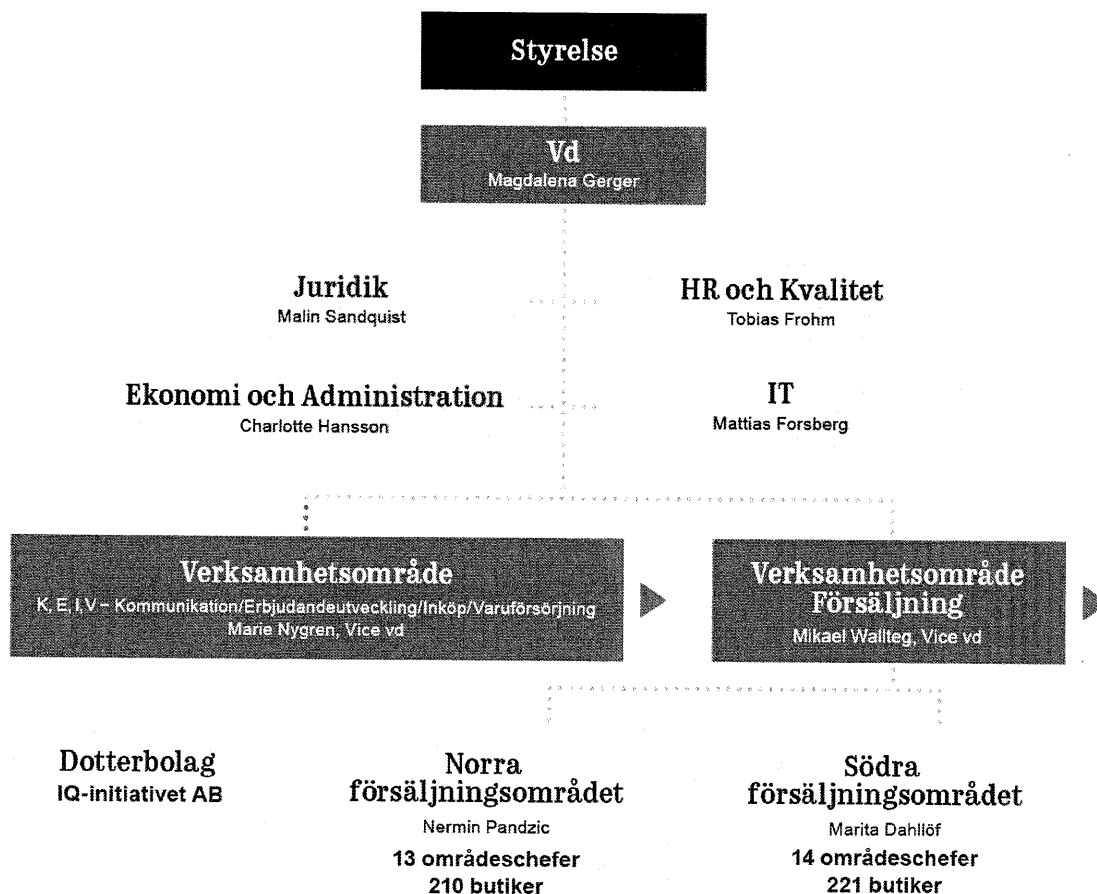 Styrelse
Vd
Magdalena Gerger
Juridik
Malin Sandquist
HR och Kvalitet
Tobias Frohm
Ekonomi och Administration
Charlotte Hansson
IT
Mattias Forsberg
Verksamhetsområde
K, E, I, V – Kommunikation/Erbjudandeutveckling/Inköp/Varuförsörjning
Marie Nygren, Vice vd
Verksamhetsområde
Försäljning
Mikael Wallteg, Vice vd
Dotterbolag
IQ-initiativet AB
Norra
försäljningsområdet
Nermin Pandzic
13 områdeschefer
210 butiker
Södra
försäljningsområdet
Marita Dahllöf
14 områdeschefer
221 butiker